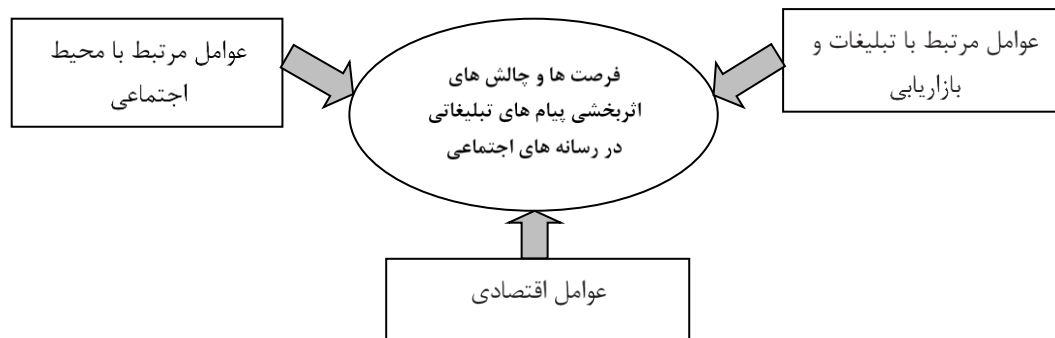 عوامل مرتبط با تبلیغات و
بازاریابی
فرصت ها و چالش های
اثربخشی پیام های تبلیغاتی
در رسانه های اجتماعی
عوامل مرتبط با محیط
اجتماعی
عوامل اقتصادی